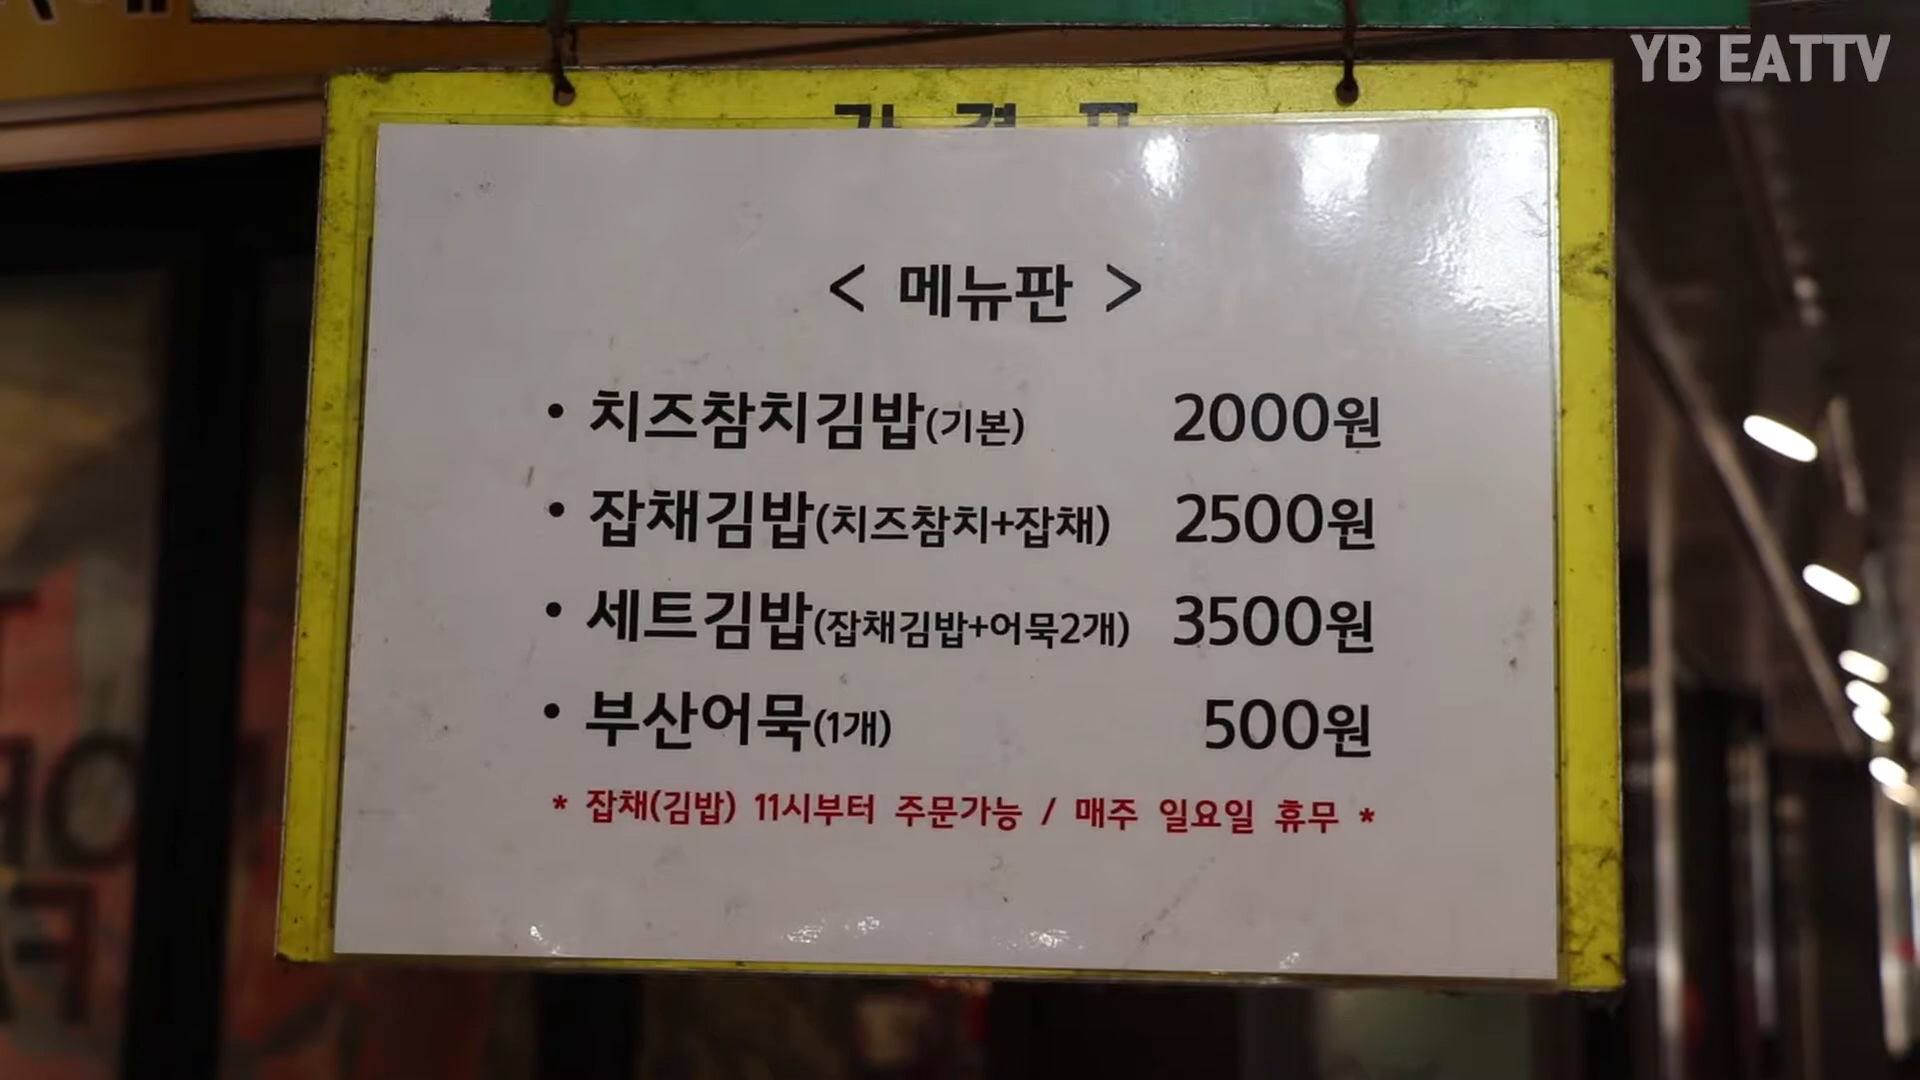 YB EATTV
가 격 표
< 메뉴판 >
• 치즈참치김밥(기본) 2000원
• 잡채김밥(치즈참치+잡채) 2500원
• 세트김밥(잡채김밥+어묵2개) 3500원
• 부산어묵(1개) 500원
* 잡채(김밥) 11시부터 주문가능 / 매주 일요일 휴무 *